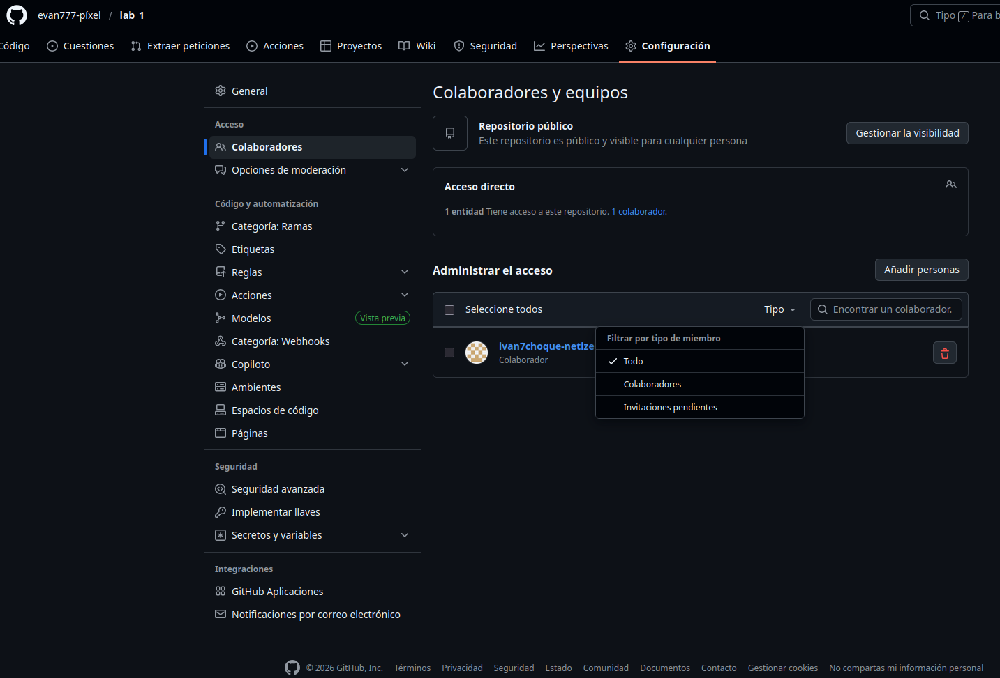 evan777-píxel / lab_1
Tipo / Para b
Código Cuestiones Extraer peticiones Acciones Proyectos Wiki Seguridad Perspectivas Configuración
General
Acceso
Colaboradores
Opciones de moderación
Código y automatización
Categoría: Ramas
Etiquetas
Reglas
Acciones
Modelos Vista previa
Categoría: Webhooks
Copiloto
Ambientes
Espacios de código
Páginas
Seguridad
Seguridad avanzada
Implementar llaves
Secretos y variables
Integraciones
GitHub Aplicaciones
Notificaciones por correo electrónico
Colaboradores y equipos
Repositorio público
Este repositorio es público y visible para cualquier persona
Gestionar la visibilidad
Acceso directo
1 entidad Tiene acceso a este repositorio. 1 colaborador.
Administrar el acceso
Añadir personas
Seleccione todos
Tipo
Encontrar un colaborador..
ivan7choque-netize
Colaborador
Filtrar por tipo de miembro
Todo
Colaboradores
Invitaciones pendientes
© 2026 GitHub, Inc. Términos Privacidad Seguridad Estado Comunidad Documentos Contacto Gestionar cookies No compartas mi información personal